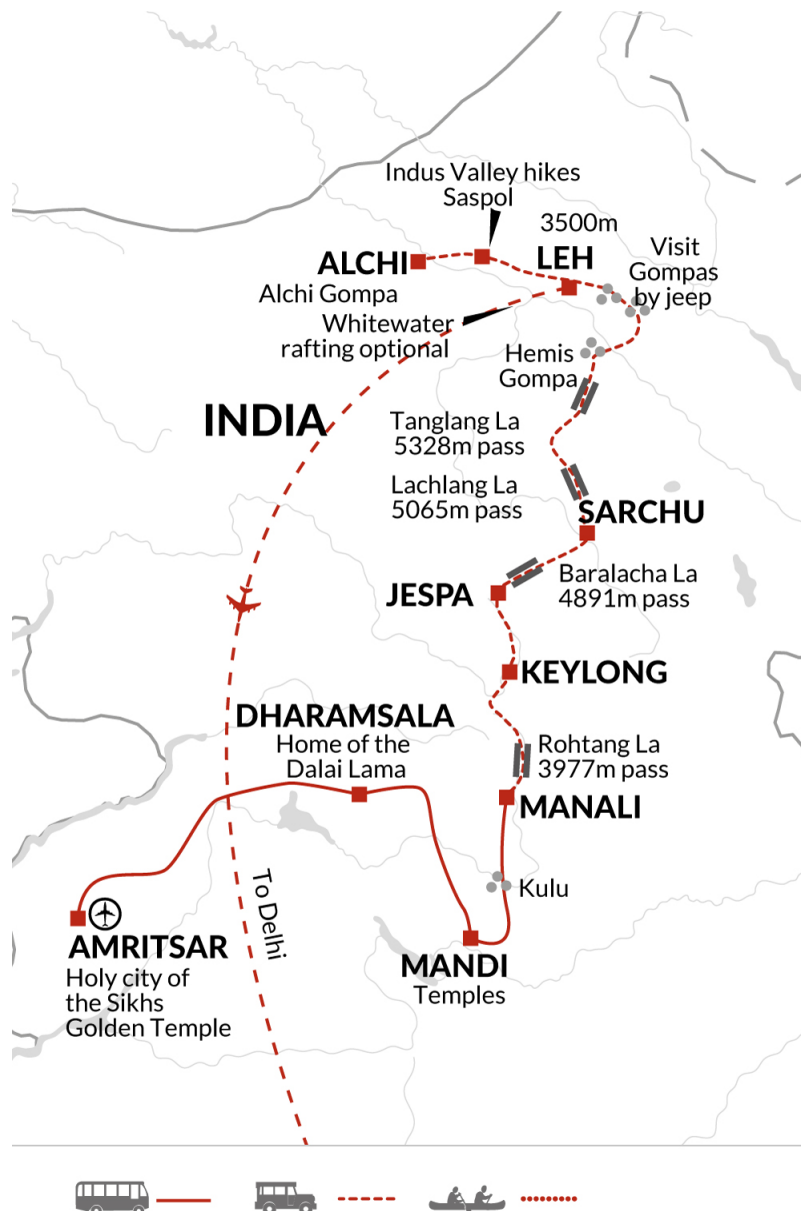 Indus Valley hikes
Saspol
3500m
LEH
Visit
Gompas
by jeep
ALCHI
Alchi Gompa
Whitewater
rafting optional
Hemis
Gompa
INDIA
Tanglang La
5328m pass
Lachlang La
5065m pass
SARCHU
Baralacha La
4891m pass
JESPA
KEYLONG
DHARAMSALA
Home of the
Dalai Lama
Rohtang La
3977m pass
MANALI
Kulu
To Delhi
AMRITSAR
Holy city of
the Sikhs
Golden Temple
MANDI
Temples